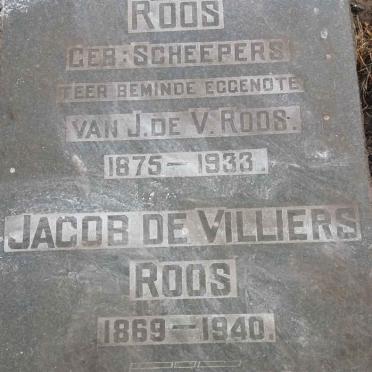 ROOS
GEB: SCHEEPERS
TEER BEMINDE EGGENOTE
VAN J. DE V. ROOS.
1875 — 1933.
JACOB DE VILLIERS
ROOS
1869 — 1940.